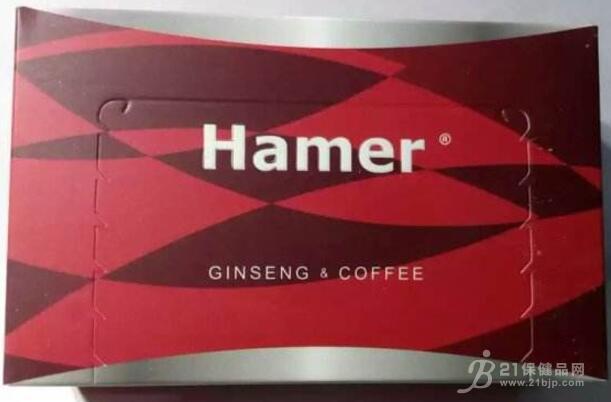 Hamer ®
GINSENG & COFFEE
21保健品网
www.21bjp.com